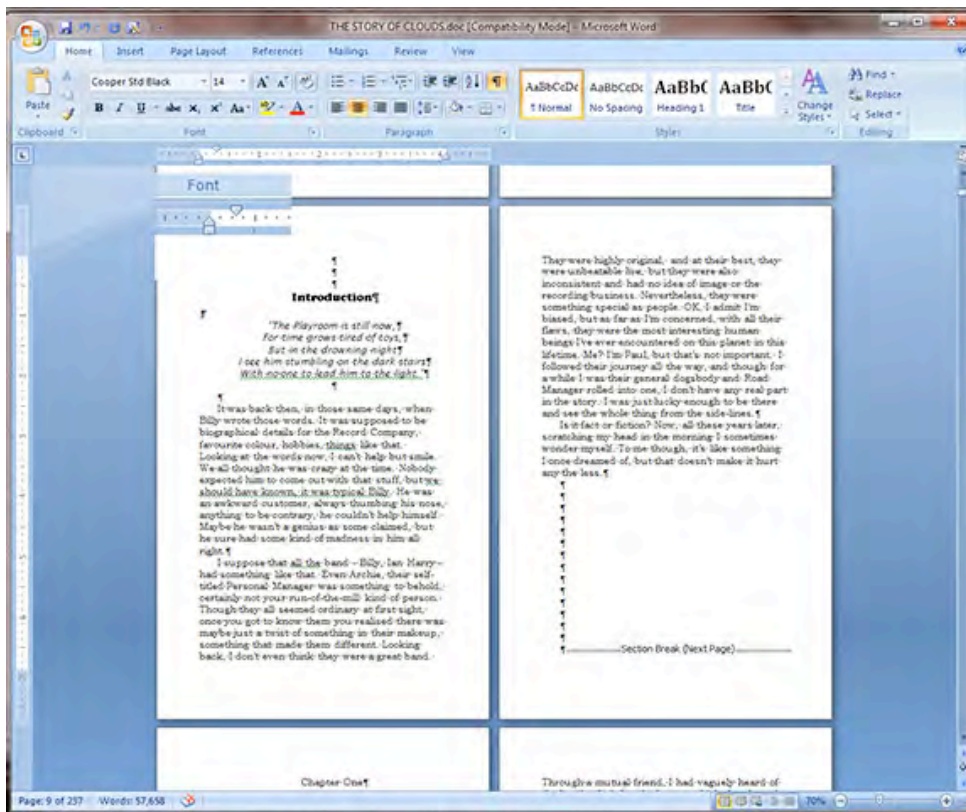 THE STORY OF CLOUDS.doc [Compatibility Mode] - Microsoft Word
Home Insert Page Layout References Mailings Review View
Paste
Cooper Std Black 14
AaBbCcDc AaBbCcDc AaBbC AaBbC
¶ Normal No Spacing Heading 1 Title
Change Styles
Find
Replace
Select
Clipboard Font Paragraph Styles Editing
Font
¶
¶
¶
Introduction¶
¶
'The Playroom is still now,¶
For time grows tired of toys,¶
But in the drowning night¶
I see him stumbling on the dark stairs¶
With no-one to lead him to the light.'¶
¶
¶
It was back then, in those same days, when
Billy wrote those words. It was supposed to be
biographical details for the Record Company,
favourite colour, hobbies, things like that.
Looking at the words now, I can't help but smile.
We all thought he was crazy at the time. Nobody
expected him to come out with that stuff, but we
should have known, it was typical Billy. He was
an awkward customer, always thumbing his nose,
anything to be contrary, he couldn't help himself.
Maybe he wasn't a genius as some claimed, but
he sure had some kind of madness in him all
right.¶
I suppose that all the band – Billy, Ian Harry –
had something like that. Even Archie, their self-
titled Personal Manager was something to behold,
certainly not your run-of-the-mill kind of person.
Though they all seemed ordinary at first sight,
once you got to know them you realised there was
maybe just a twist of something in their makeup,
something that made them different. Looking
back, I don't even think they were a great band.
They were highly original, and at their best, they
were unbeatable live, but they were also
inconsistent and had no idea of image or the
recording business. Nevertheless, they were
something special as people. OK, I admit I'm
biased, but as far as I'm concerned, with all their
flaws, they were the most interesting human
beings I've ever encountered on this planet in this
lifetime. Me? I'm Paul, but that's not important. I
followed their journey all the way, and though for
a while I was their general dogsbody and Road
Manager rolled into one, I don't have any real part
in the story. I was just lucky enough to be there
and see the whole thing from the side-lines.¶
Is it fact or fiction? Now, all these years later,
scratching my head in the morning I sometimes
wonder myself. To me though, it's like something
I once dreamed of, but that doesn't make it hurt
any the less.¶
¶
¶
¶
¶
¶
¶
¶
¶
¶
¶
¶
¶
¶
¶
Section Break (Next Page)
Chapter One¶
Through a mutual friend, I had vaguely heard of
Page: 9 of 237 Words: 57,658 70%